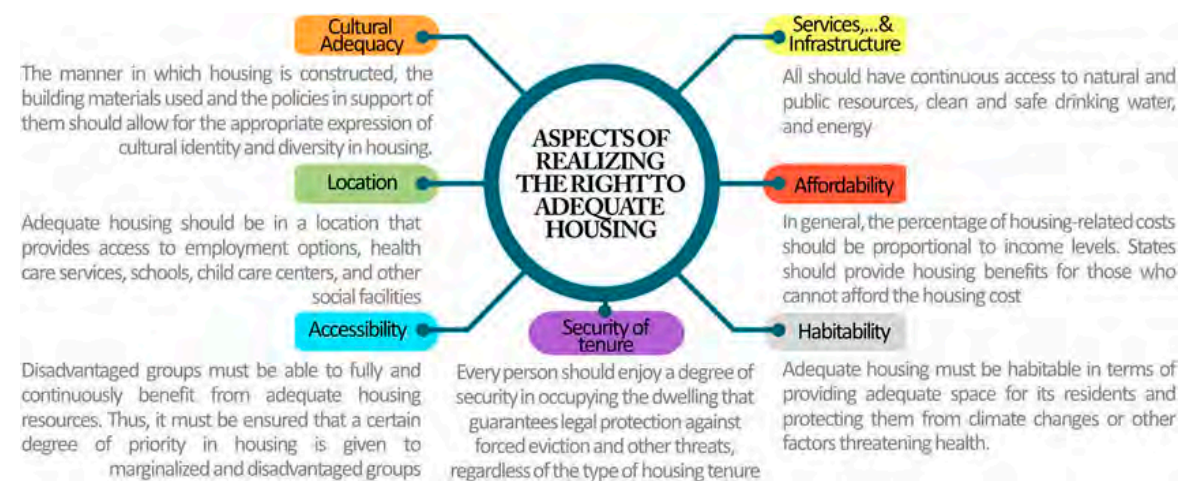 Cultural
Adequacy
The manner in which housing is constructed, the
building materials used and the policies in support of
them should allow for the appropriate expression of
cultural identity and diversity in housing.
Location
Adequate housing should be in a location that
provides access to employment options, health
care services, schools, child care centers, and other
social facilities
Accessibility
Disadvantaged groups must be able to fully and
continuously benefit from adequate housing
resources. Thus, it must be ensured that a certain
degree of priority in housing is given to
marginalized and disadvantaged groups
ASPECTS OF
REALIZING
THE RIGHT TO
ADEQUATE
HOUSING
Security of
tenure
Every person should enjoy a degree of
security in occupying the dwelling that
guarantees legal protection against
forced eviction and other threats,
regardless of the type of housing tenure
Services,...&
Infrastructure
All should have continuous access to natural and
public resources, clean and safe drinking water,
and energy
Affordability
In general, the percentage of housing-related costs
should be proportional to income levels. States
should provide housing benefits for those who
cannot afford the housing cost
Habitability
Adequate housing must be habitable in terms of
providing adequate space for its residents and
protecting them from climate changes or other
factors threatening health.